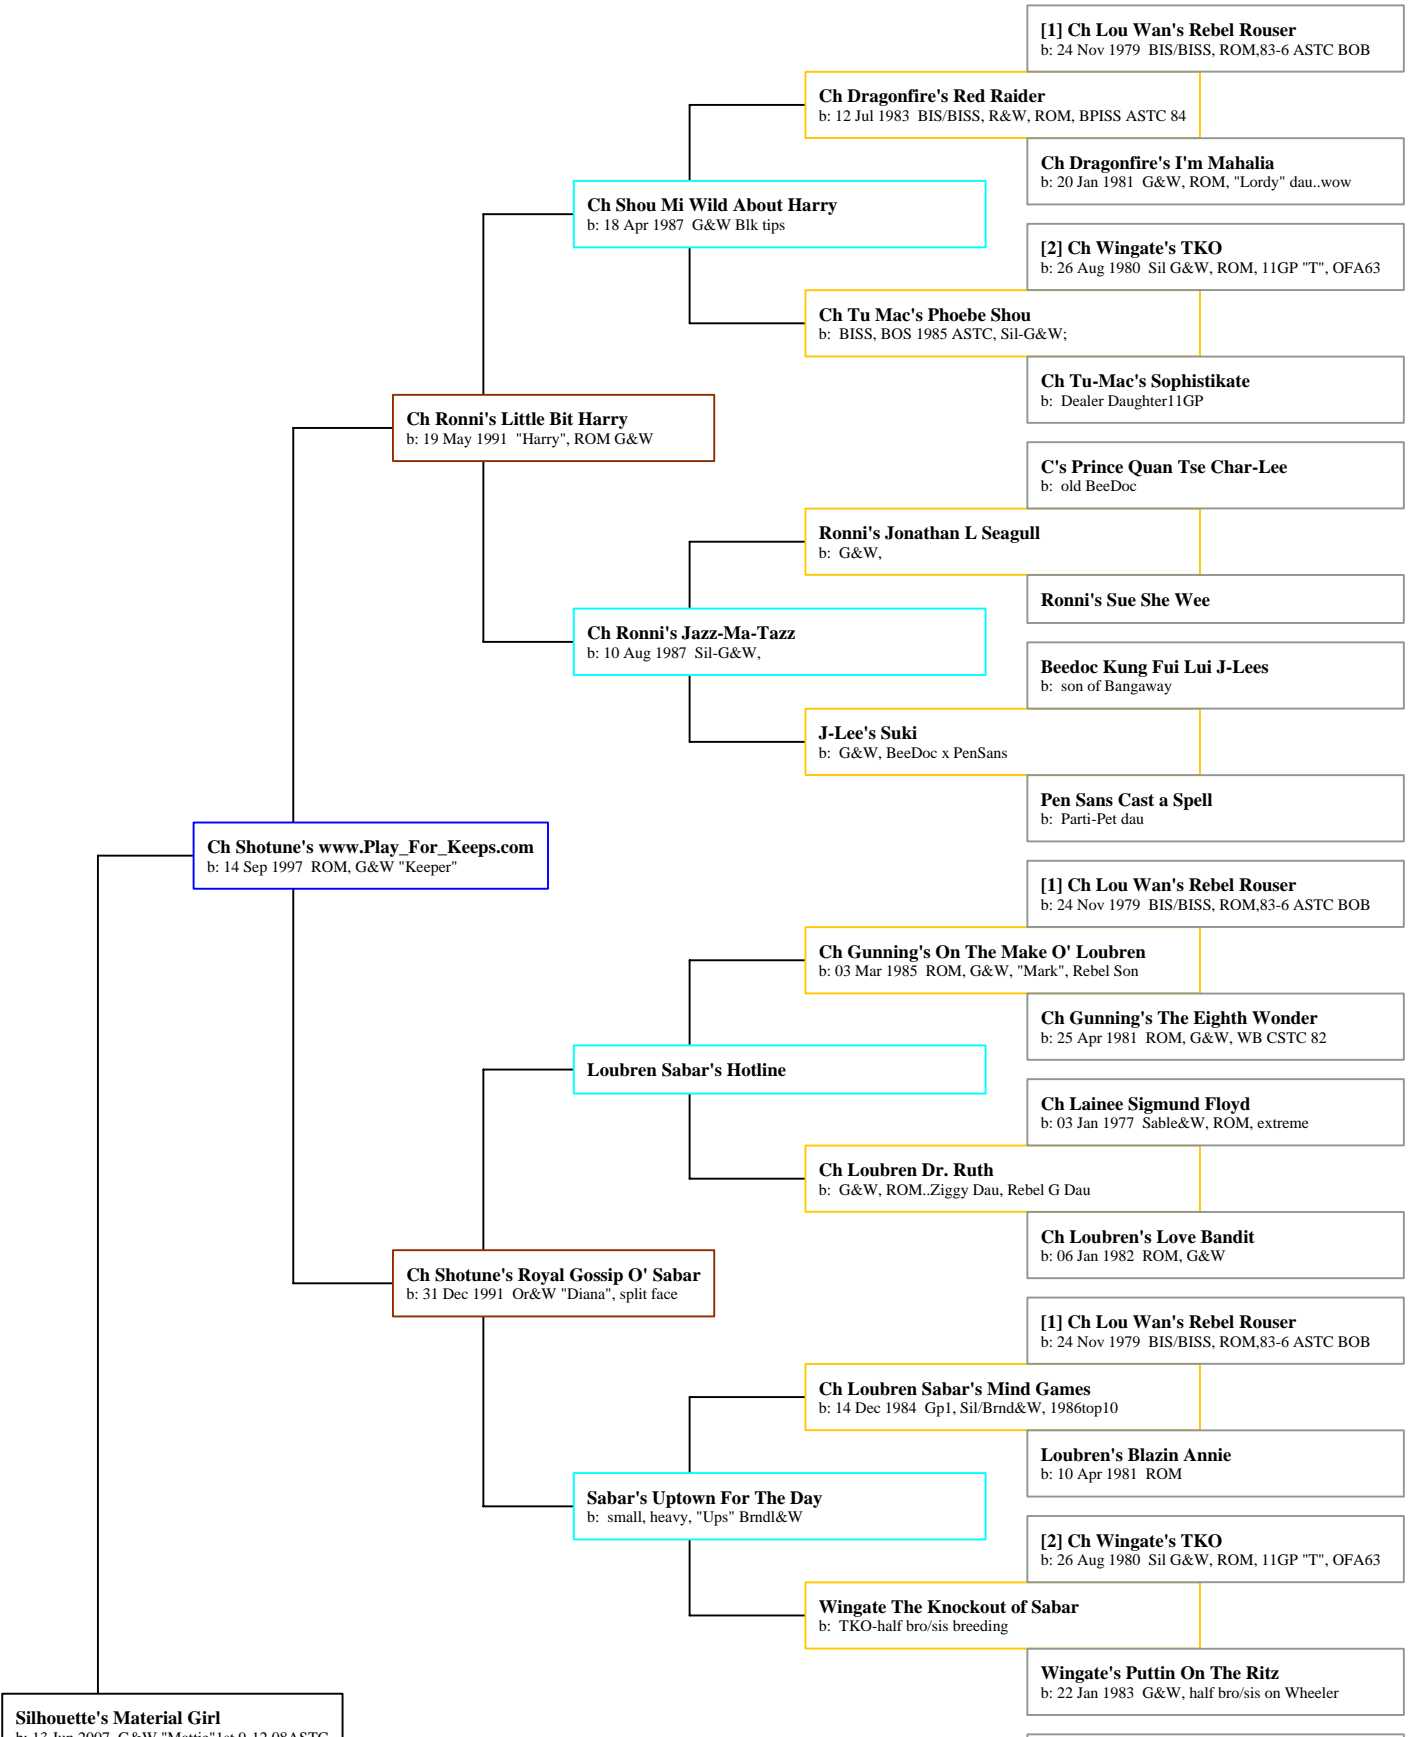 [1] Ch Lou Wan's Rebel Rouser
b: 24 Nov 1979 BIS/BISS, ROM,83-6 ASTC BOB
Ch Dragonfire's Red Raider
b: 12 Jul 1983 BIS/BISS, R&W, ROM, BPISS ASTC 84
Ch Dragonfire's I'm Mahalia
b: 20 Jan 1981 G&W, ROM, "Lordy" dau..wow
Ch Shou Mi Wild About Harry
b: 18 Apr 1987 G&W Blk tips
[2] Ch Wingate's TKO
b: 26 Aug 1980 Sil G&W, ROM, 11GP "T", OFA63
Ch Tu Mac's Phoebe Shou
b: BISS, BOS 1985 ASTC, Sil-G&W;
Ch Tu-Mac's Sophistikate
b: Dealer Daughter11GP
Ch Ronni's Little Bit Harry
b: 19 May 1991 "Harry", ROM G&W
C's Prince Quan Tse Char-Lee
b: old BeeDoc
Ronni's Jonathan L Seagull
b: G&W,
Ronni's Sue She Wee
Ch Ronni's Jazz-Ma-Tazz
b: 10 Aug 1987 Sil-G&W,
Beedoc Kung Fui Lui J-Lees
b: son of Bangaway
J-Lee's Suki
b: G&W, BeeDoc x PenSans
Pen Sans Cast a Spell
b: Parti-Pet dau
Ch Shotune's www.Play_For_Keeps.com
b: 14 Sep 1997 ROM, G&W "Keeper"
[1] Ch Lou Wan's Rebel Rouser
b: 24 Nov 1979 BIS/BISS, ROM,83-6 ASTC BOB
Ch Gunning's On The Make O' Loubren
b: 03 Mar 1985 ROM, G&W, "Mark", Rebel Son
Ch Gunning's The Eighth Wonder
b: 25 Apr 1981 ROM, G&W, WB CSTC 82
Loubren Sabar's Hotline
Ch Lainee Sigmund Floyd
b: 03 Jan 1977 Sable&W, ROM, extreme
Ch Loubren Dr. Ruth
b: G&W, ROM..Ziggy Dau, Rebel G Dau
Ch Loubren's Love Bandit
b: 06 Jan 1982 ROM, G&W
Ch Shotune's Royal Gossip O' Sabar
b: 31 Dec 1991 Or&W "Diana", split face
[1] Ch Lou Wan's Rebel Rouser
b: 24 Nov 1979 BIS/BISS, ROM,83-6 ASTC BOB
Ch Loubren Sabar's Mind Games
b: 14 Dec 1984 Gp1, Sil/Brnd&W, 1986top10
Loubren's Blazin Annie
b: 10 Apr 1981 ROM
Sabar's Uptown For The Day
b: small, heavy, "Ups" Brndl&W
[2] Ch Wingate's TKO
b: 26 Aug 1980 Sil G&W, ROM, 11GP "T", OFA63
Wingate The Knockout of Sabar
b: TKO-half bro/sis breeding
Wingate's Puttin On The Ritz
b: 22 Jan 1983 G&W, half bro/sis on Wheeler
Silhouette's Material Girl
b: 13 Jun 2007 G&W "Mattie"1st 9-12 08ASTC